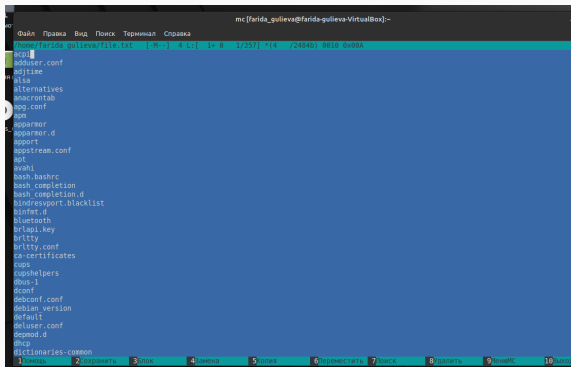 mc [farida_gulieva@farida-gulieva-VirtualBox]:~
Файл Правка Вид Поиск Терминал Справка
/home/farida_gulieva/file.txt [-M--] 4 L:[ 1+ 0 1/257] *(4 /2484b) 0010 0x00A
acpi
adduser.conf
adjtime
alsa
alternatives
anacrontab
apg.conf
apm
apparmor
apparmor.d
apport
appstream.conf
apt
avahi
bash.bashrc
bash_completion
bash_completion.d
bindresvport.blacklist
binfmt.d
bluetooth
brlapi.key
brltty
brltty.conf
ca-certificates
cups
cupshelpers
dbus-1
dconf
debconf.conf
debian_version
default
deluser.conf
depmod.d
dhcp
dictionaries-common
1Помощь 2Сохранить 3Блок 4Замена 5Копия 6Переместить 7Поиск 8Удалить 9МенюMC 10Выхо